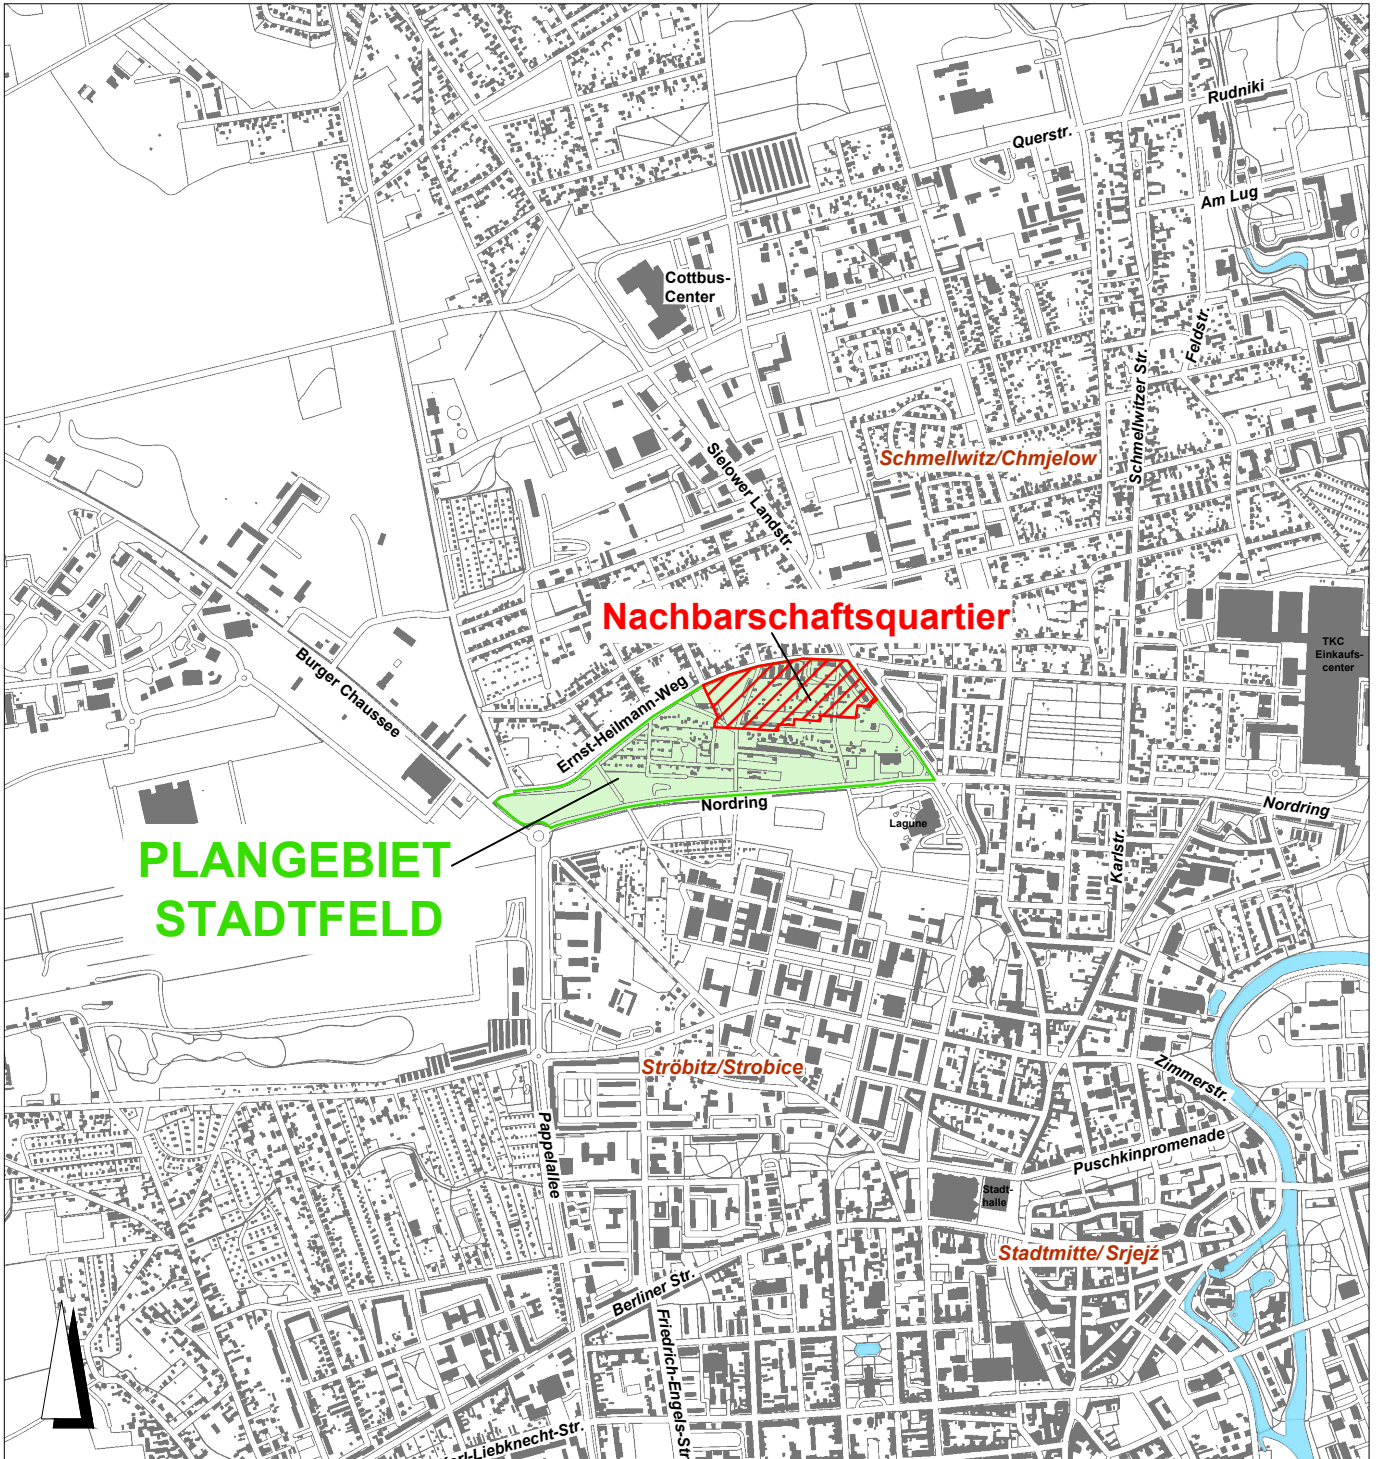 Rudniki
Querstr.
Am Lug
Cottbus-
Center
Feldstr.
Schmellwitzer Str.
Sielower Landstr.
Schmellwitz/Chmjelow
Nachbarschaftsquartier
TKC
Einkaufs-
center
Burger Chaussee
Ernst-Heilmann-Weg
Nordring
Nordring
Lagune
Karlstr.
PLANGEBIET
STADTFELD
Ströbitz/Strobice
Zimmerstr.
Pappelallee
Puschkinpromenade
Stadt-
halle
Stadtmitte/ Srjejź
Berliner Str.
Friedrich-Engels-Str
arl-Liebknecht-Str.